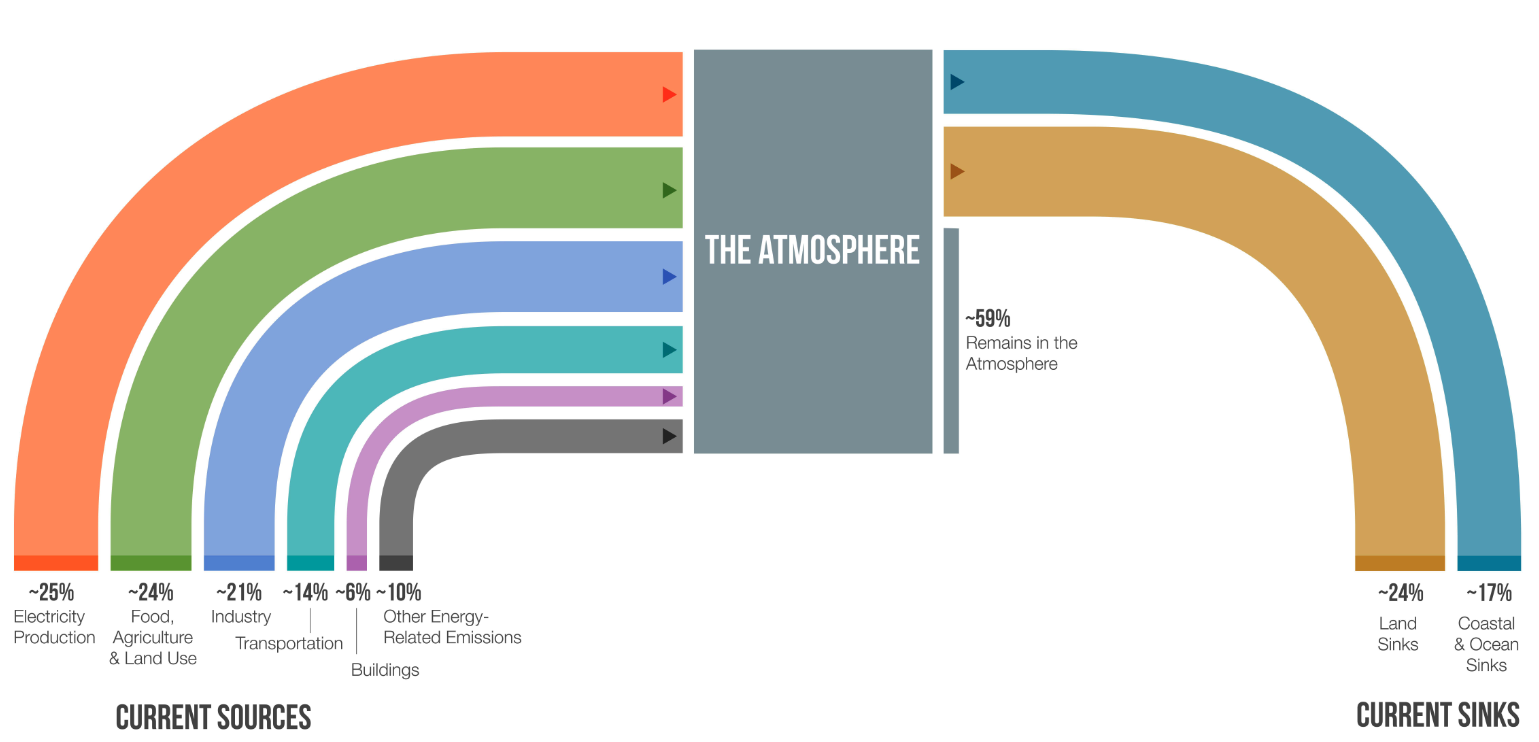 THE ATMOSPHERE
~59%
Remains in the
Atmosphere
~25%
Electricity
Production
~24%
Food,
Agriculture
& Land Use
~21%
Industry
~14%
Transportation
~6%
Buildings
~10%
Other Energy-
Related Emissions
~24%
Land
Sinks
~17%
Coastal
& Ocean
Sinks
CURRENT SOURCES
CURRENT SINKS